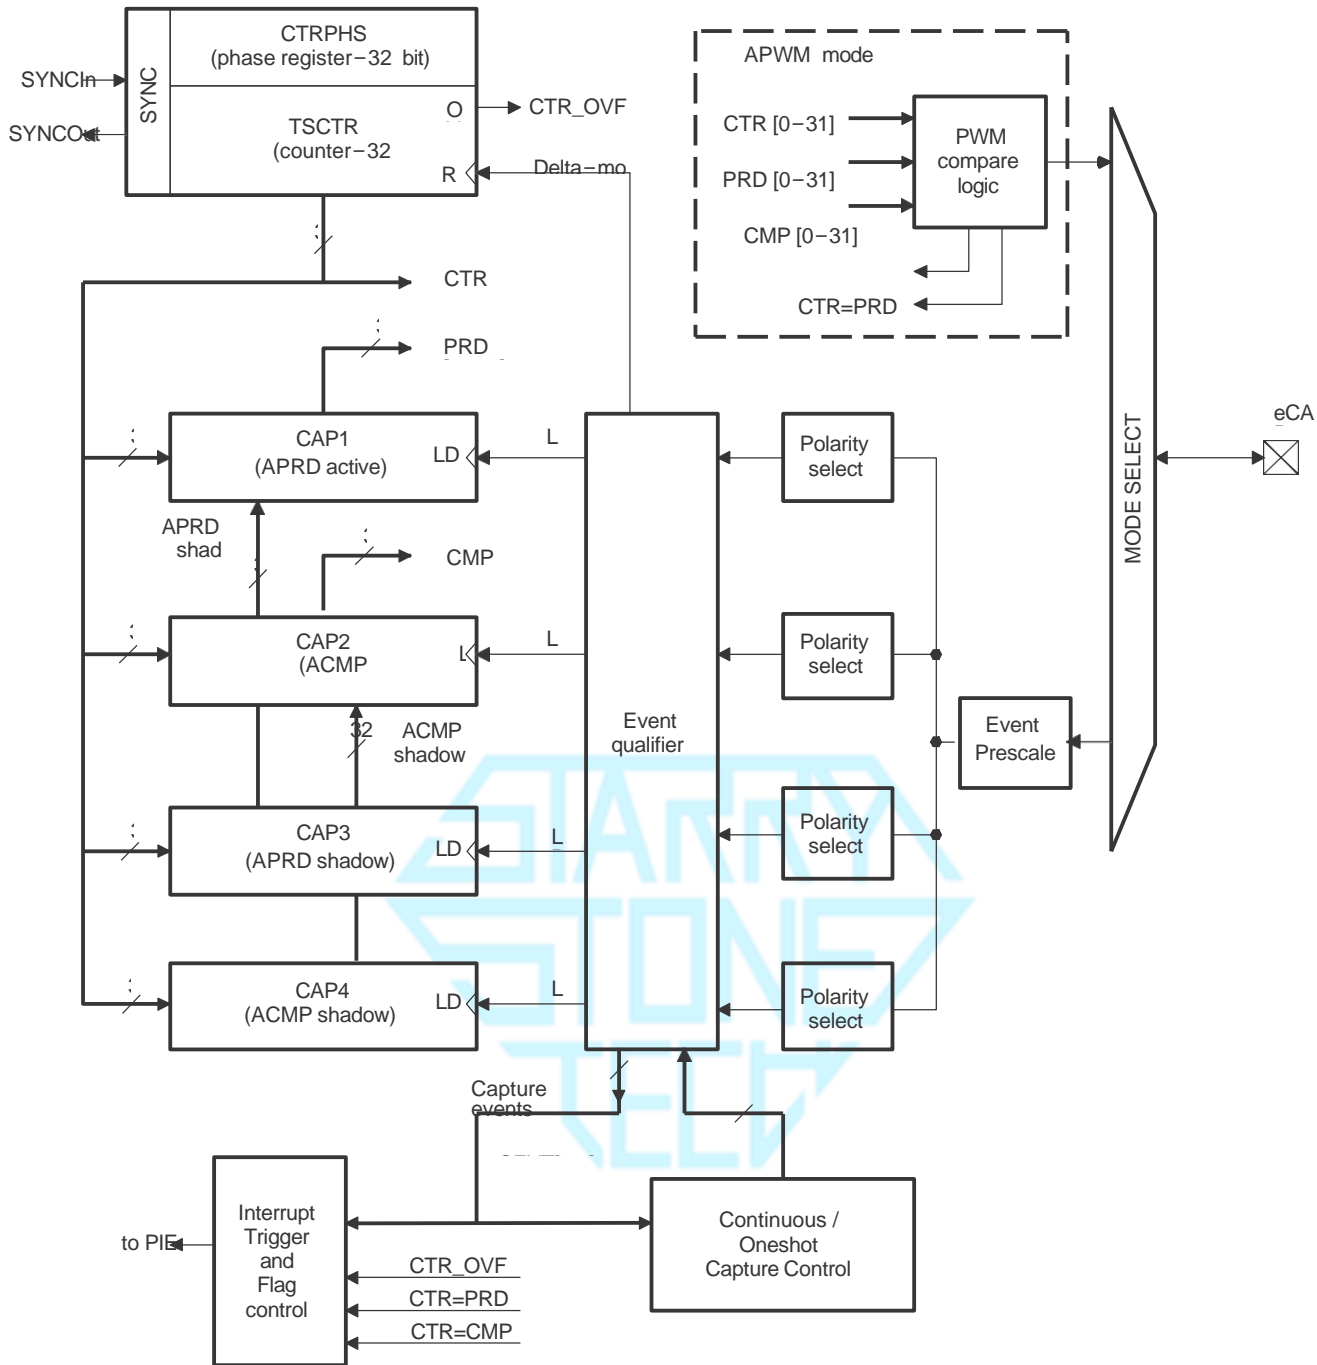 CTRPHS
(phase register−32 bit)
SYNC
SYNCIn
SYNCOut
TSCTR
(counter−32
O
CTR_OVF
R
Delta−mo
APWM mode
CTR [0−31]
PRD [0−31]
CMP [0−31]
PWM
compare
logic
CTR=PRD
CTR
PRD
CAP1
(APRD active)
LD
L
Polarity
select
MODE SELECT
eCA
APRD
shad
CMP
CAP2
(ACMP
L
L
Polarity
select
32
ACMP
shadow
Event
qualifier
Event
Prescale
CAP3
(APRD shadow)
LD
L
Polarity
select
CAP4
(ACMP shadow)
LD
L
Polarity
select
STARRY
STONE
TECH
Capture
events
Interrupt
Trigger
and
Flag
control
to PIE
CTR_OVF
CTR=PRD
CTR=CMP
Continuous /
Oneshot
Capture Control